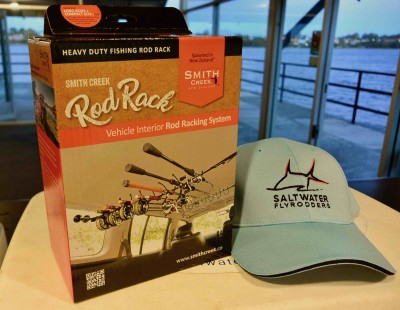 HEAVY DUTY FISHING ROD RACK
SMITH CREEK
Rod Rack
Vehicle Interior Rod Racking System
SMITH
CREEK
www.smithcreek.co
SALTWATER
FLYRODDERS